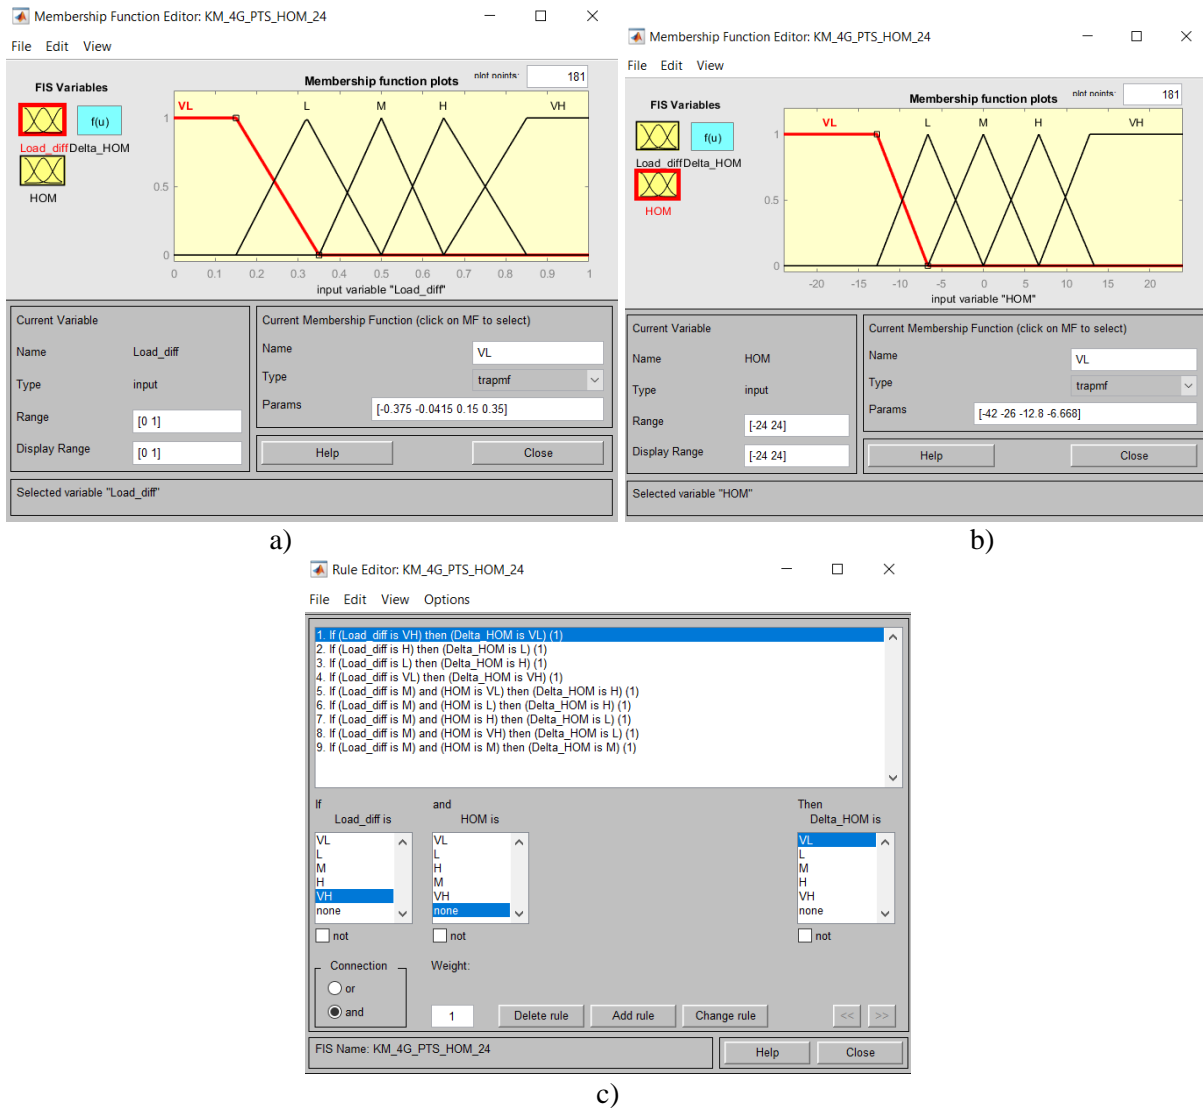 Membership Function Editor: KM_4G_PTS_HOM_24
File Edit View
FIS Variables
f(u)
Load_diff Delta_HOM
HOM
Membership function plots
plot points:
181
VL
L
M
H
VH
1
0.5
0
0 0.1 0.2 0.3 0.4 0.5 0.6 0.7 0.8 0.9 1
input variable "Load_diff"
Current Variable
Name Load_diff
Type input
Range [0 1]
Display Range [0 1]
Current Membership Function (click on MF to select)
Name VL
Type trapmf
Params [-0.375 -0.0415 0.15 0.35]
Help Close
Selected variable "Load_diff"
a)
Membership Function Editor: KM_4G_PTS_HOM_24
File Edit View
FIS Variables
f(u)
Load_diff Delta_HOM
HOM
Membership function plots
plot points:
181
VL
L
M
H
VH
1
0.5
0
-20 -15 -10 -5 0 5 10 15 20
input variable "HOM"
Current Variable
Name HOM
Type input
Range [-24 24]
Display Range [-24 24]
Current Membership Function (click on MF to select)
Name VL
Type trapmf
Params [-42 -26 -12.8 -6.668]
Help Close
Selected variable "HOM"
b)
Rule Editor: KM_4G_PTS_HOM_24
File Edit View Options
1. If (Load_diff is VH) then (Delta_HOM is VL) (1)
2. If (Load_diff is H) then (Delta_HOM is L) (1)
3. If (Load_diff is L) then (Delta_HOM is H) (1)
4. If (Load_diff is VL) then (Delta_HOM is VH) (1)
5. If (Load_diff is M) and (HOM is VL) then (Delta_HOM is H) (1)
6. If (Load_diff is M) and (HOM is L) then (Delta_HOM is H) (1)
7. If (Load_diff is M) and (HOM is H) then (Delta_HOM is L) (1)
8. If (Load_diff is M) and (HOM is VH) then (Delta_HOM is L) (1)
9. If (Load_diff is M) and (HOM is M) then (Delta_HOM is M) (1)
If
Load_diff is
VL
L
M
H
VH
none
not
and
HOM is
VL
L
H
M
VH
none
not
Then
Delta_HOM is
VL
L
M
H
VH
none
not
Connection
or
and
Weight:
1
Delete rule Add rule Change rule << >>
FIS Name: KM_4G_PTS_HOM_24
Help Close
c)